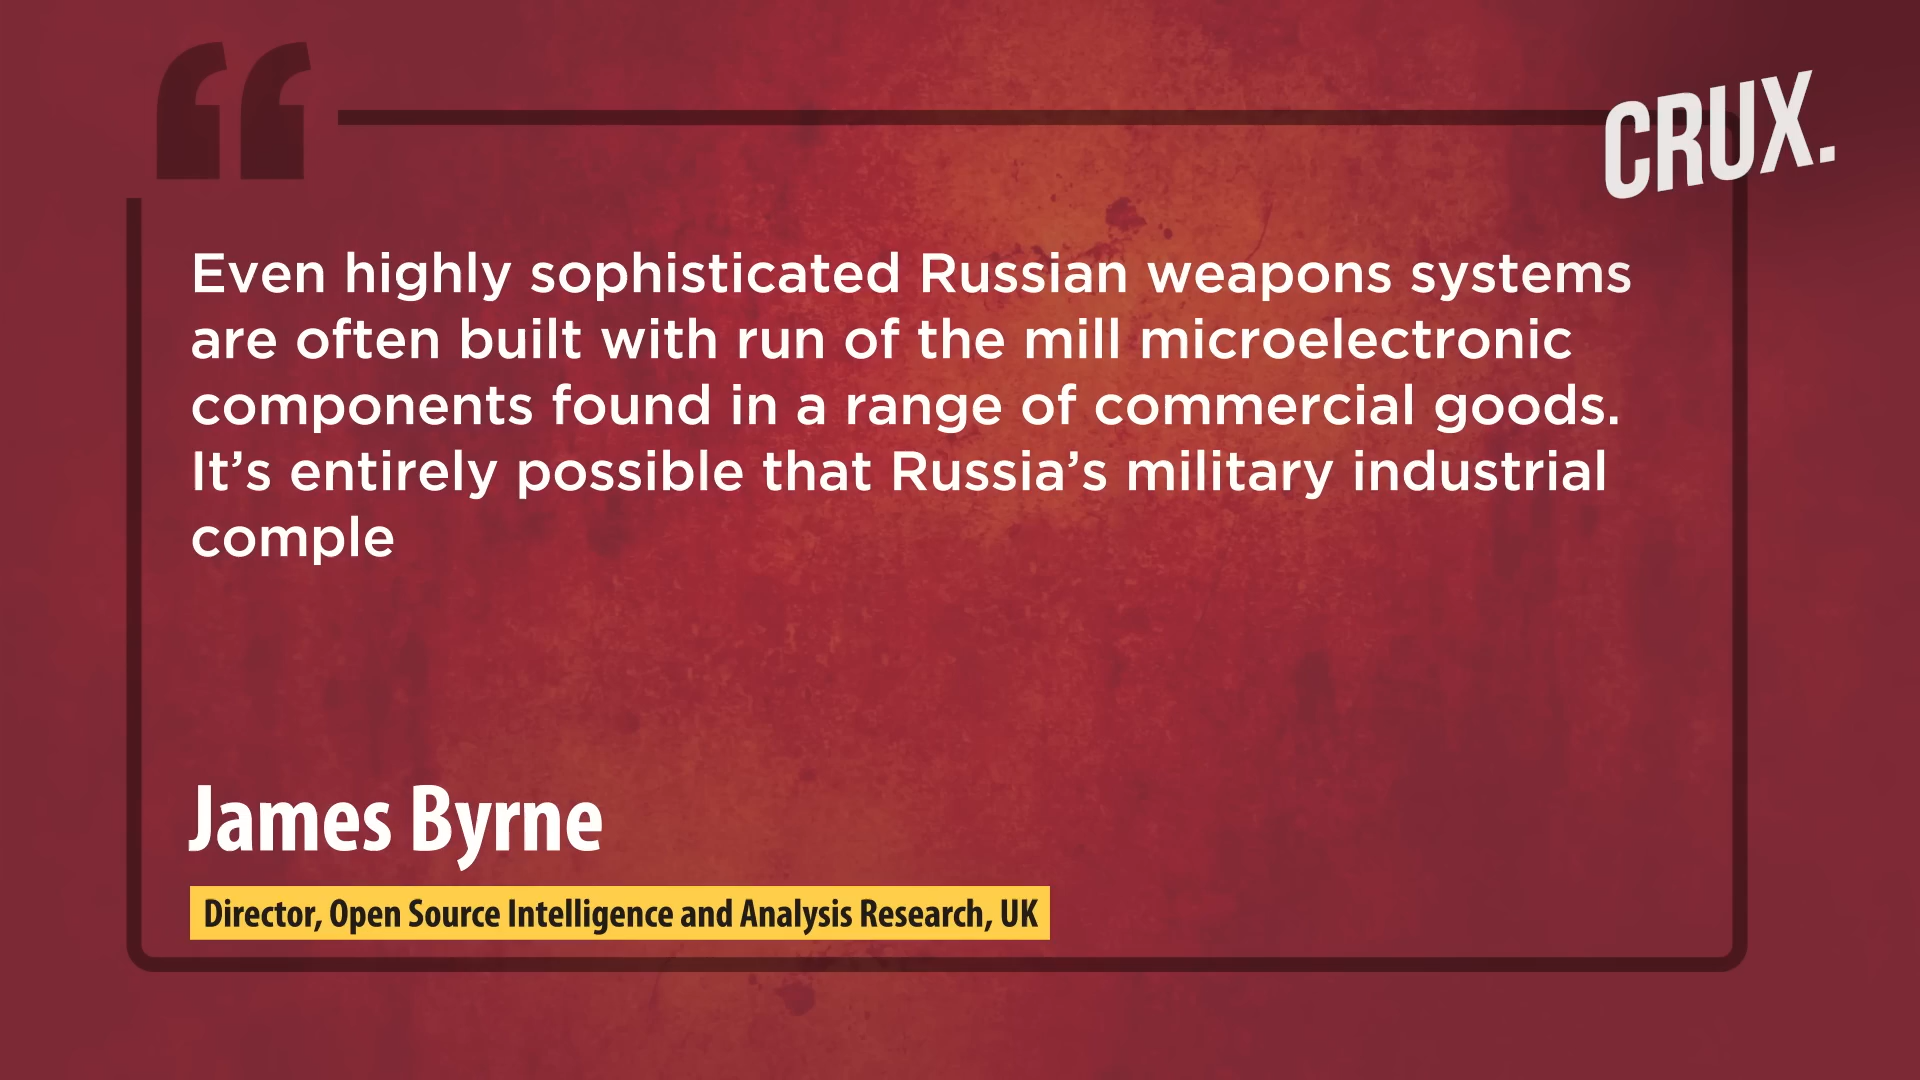 CRUX.
Even highly sophisticated Russian weapons systems
are often built with run of the mill microelectronic
components found in a range of commercial goods.
It’s entirely possible that Russia’s military industrial
comple
James Byrne
Director, Open Source Intelligence and Analysis Research, UK